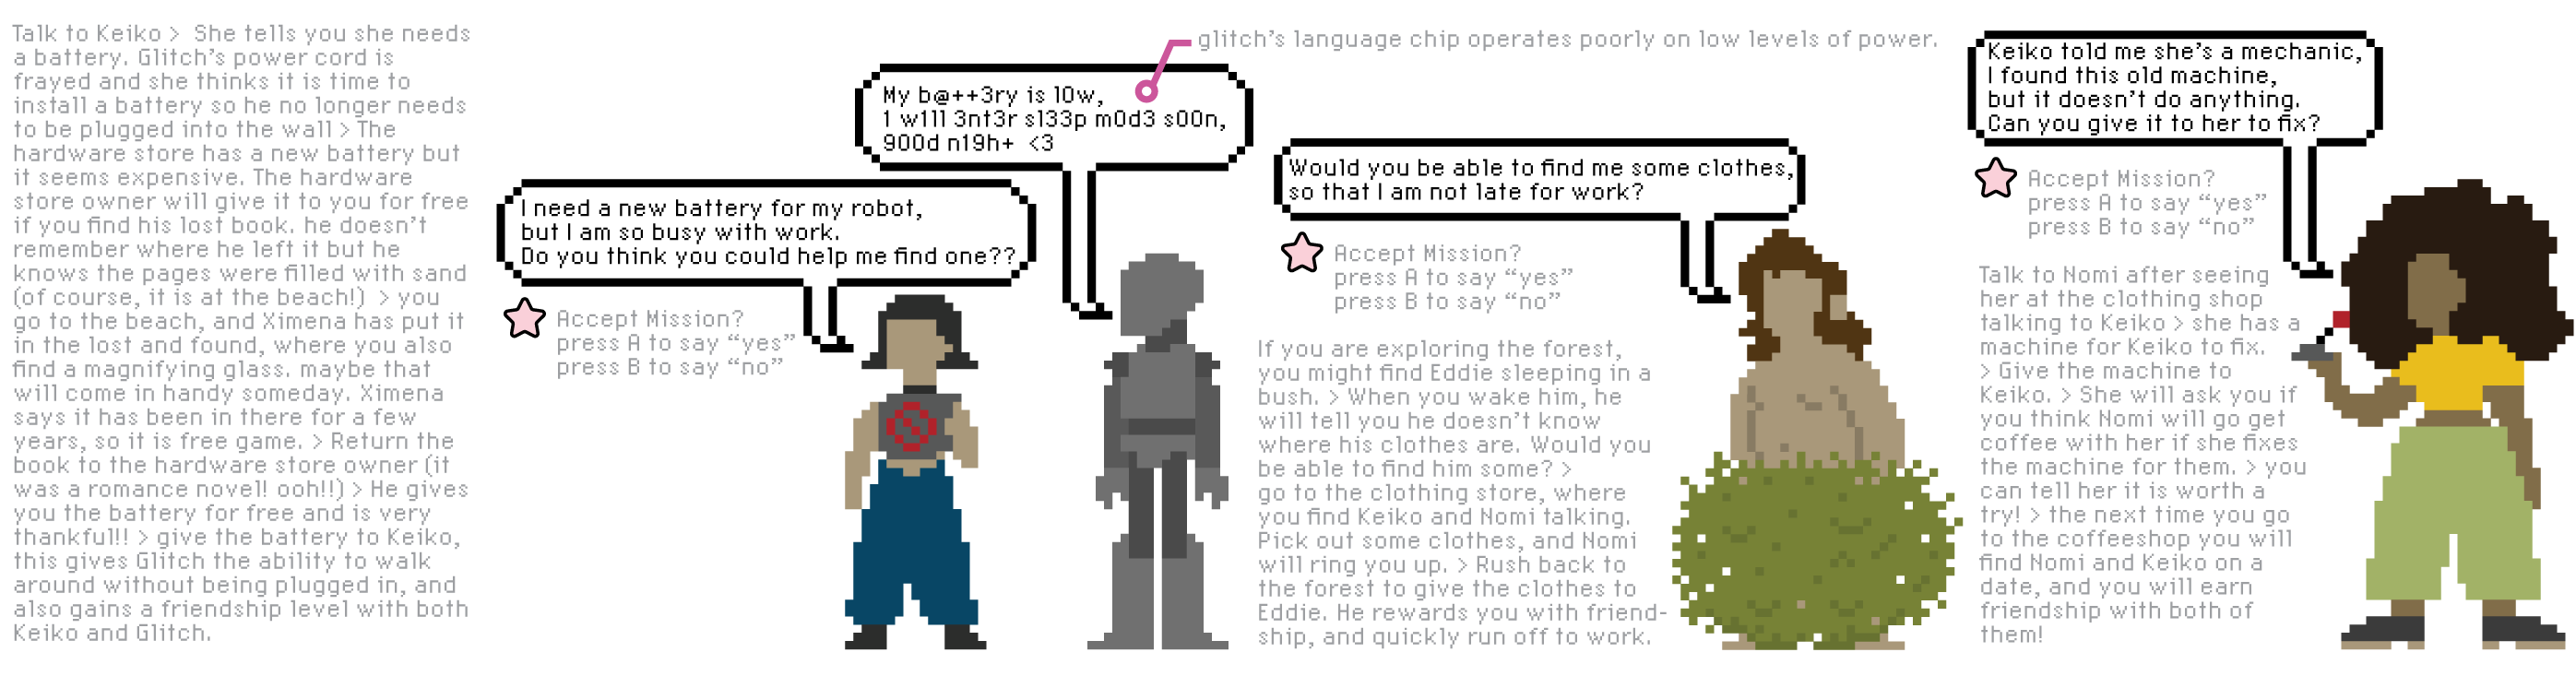 Talk to Keiko > She tells you she needs
a battery. Glitch's power cord is
frayed and she thinks it is time to
install a battery so he no longer needs
to be plugged into the wall > The
hardware store has a new battery but
it seems expensive. The hardware
store owner will give it to you for free
if you find his lost book. he doesn't
remember where he left it but he
knows the pages were filled with sand
(of course, it is at the beach!) > you
go to the beach, and Ximena has put it
in the lost and found, where you also
find a magnifying glass. maybe that
will come in handy someday. Ximena
says it has been in there for a few
years, so it is free game. > Return the
book to the hardware store owner (it
was a romance novel! ooh!!) > He gives
you the battery for free and is very
thankful!! > give the battery to Keiko,
this gives Glitch the ability to walk
around without being plugged in, and
also gains a friendship level with both
Keiko and Glitch.
I need a new battery for my robot,
but I am so busy with work.
Do you think you could help me find one??
Accept Mission?
press A to say “yes”
press B to say “no”
glitch's language chip operates poorly on low levels of power.
My b@++3ry is l0w,
1 w1ll 3nt3r sl33p m0d3 s00n,
900d n19h+ <3
Would you be able to find me some clothes,
so that I am not late for work?
Accept Mission?
press A to say “yes”
press B to say “no”
If you are exploring the forest,
you might find Eddie sleeping in a
bush. > When you wake him, he
will tell you he doesn't know
where his clothes are. Would you
be able to find him some? >
go to the clothing store, where
you find Keiko and Nomi talking.
Pick out some clothes, and Nomi
will ring you up. > Rush back to
the forest to give the clothes to
Eddie. He rewards you with friend-
ship, and quickly run off to work.
Keiko told me she's a mechanic,
I found this old machine,
but it doesn't do anything.
Can you give it to her to fix?
Accept Mission?
press A to say “yes”
press B to say “no”
Talk to Nomi after seeing
her at the clothing shop
talking to Keiko > she has a
machine for Keiko to fix.
> Give the machine to
Keiko. > She will ask you if
you think Nomi will go get
coffee with her if she fixes
the machine for them. > you
can tell her it is worth a
try! > the next time you go
to the coffeeshop you will
find Nomi and Keiko on a
date, and you will earn
friendship with both of
them!